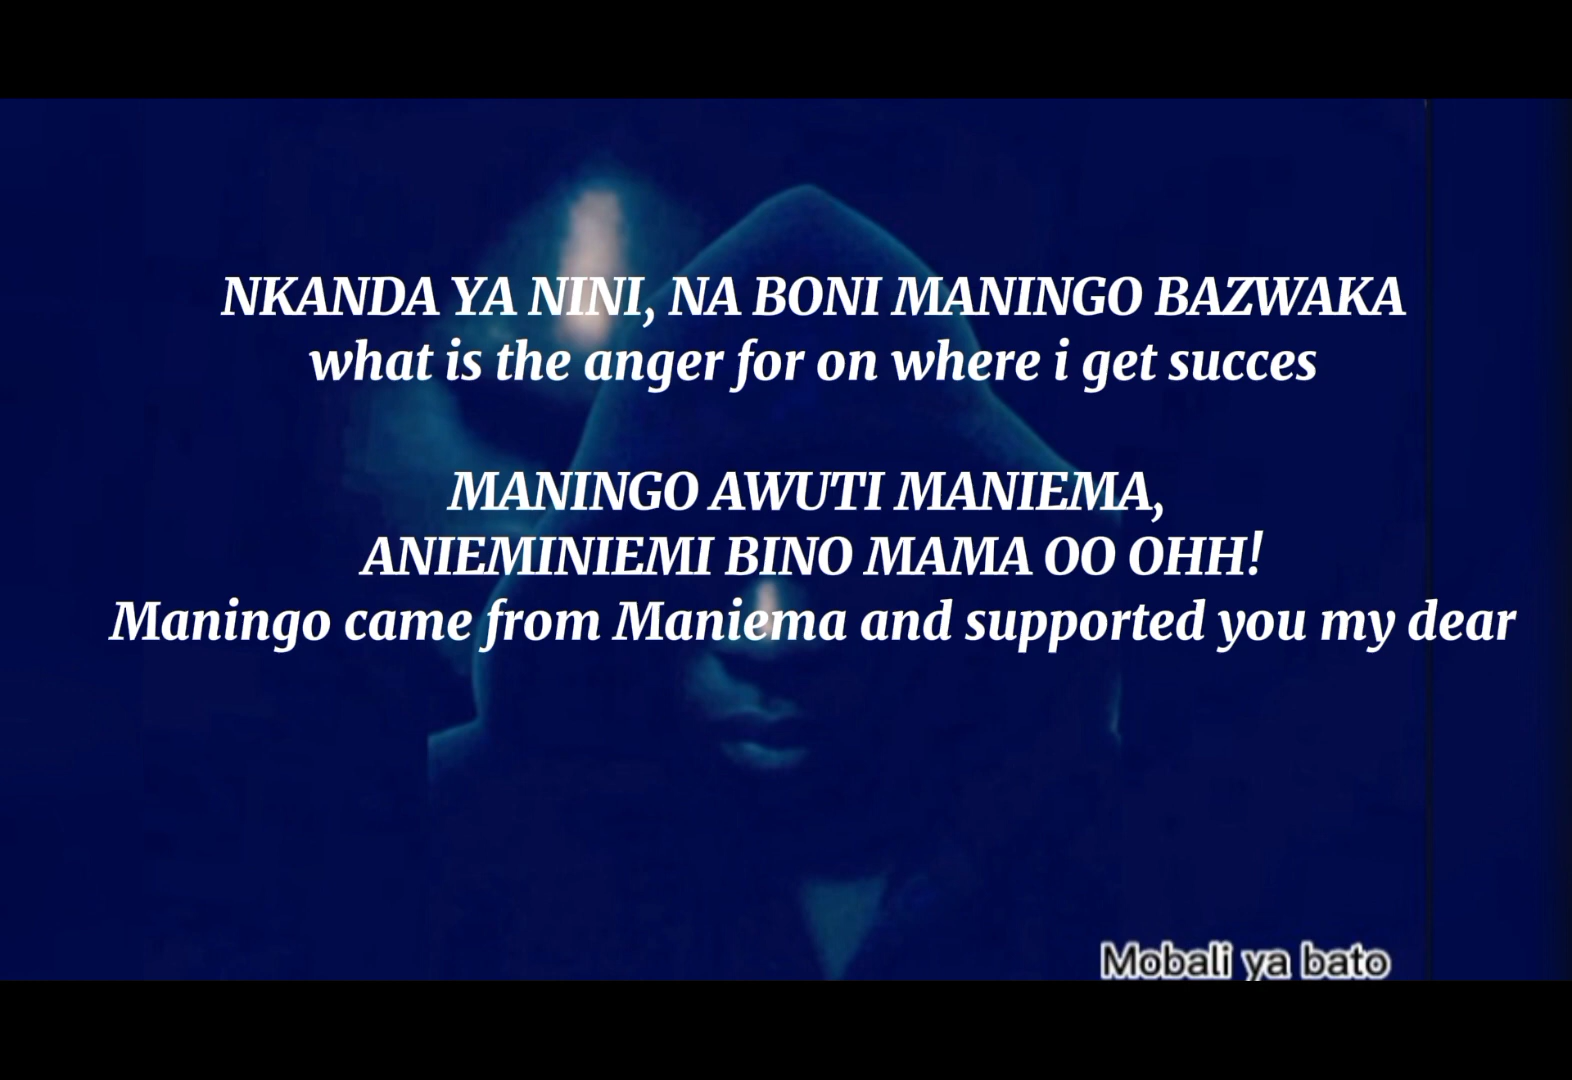 NKANDA YA NINI, NA BONI MANINGO BAZWAKA
what is the anger for on where i get succes
MANINGO AWUTI MANIEMA,
ANIEMINIEMI BINO MAMA OO OHH!
Maningo came from Maniema and supported you my dear
Mobali ya bato